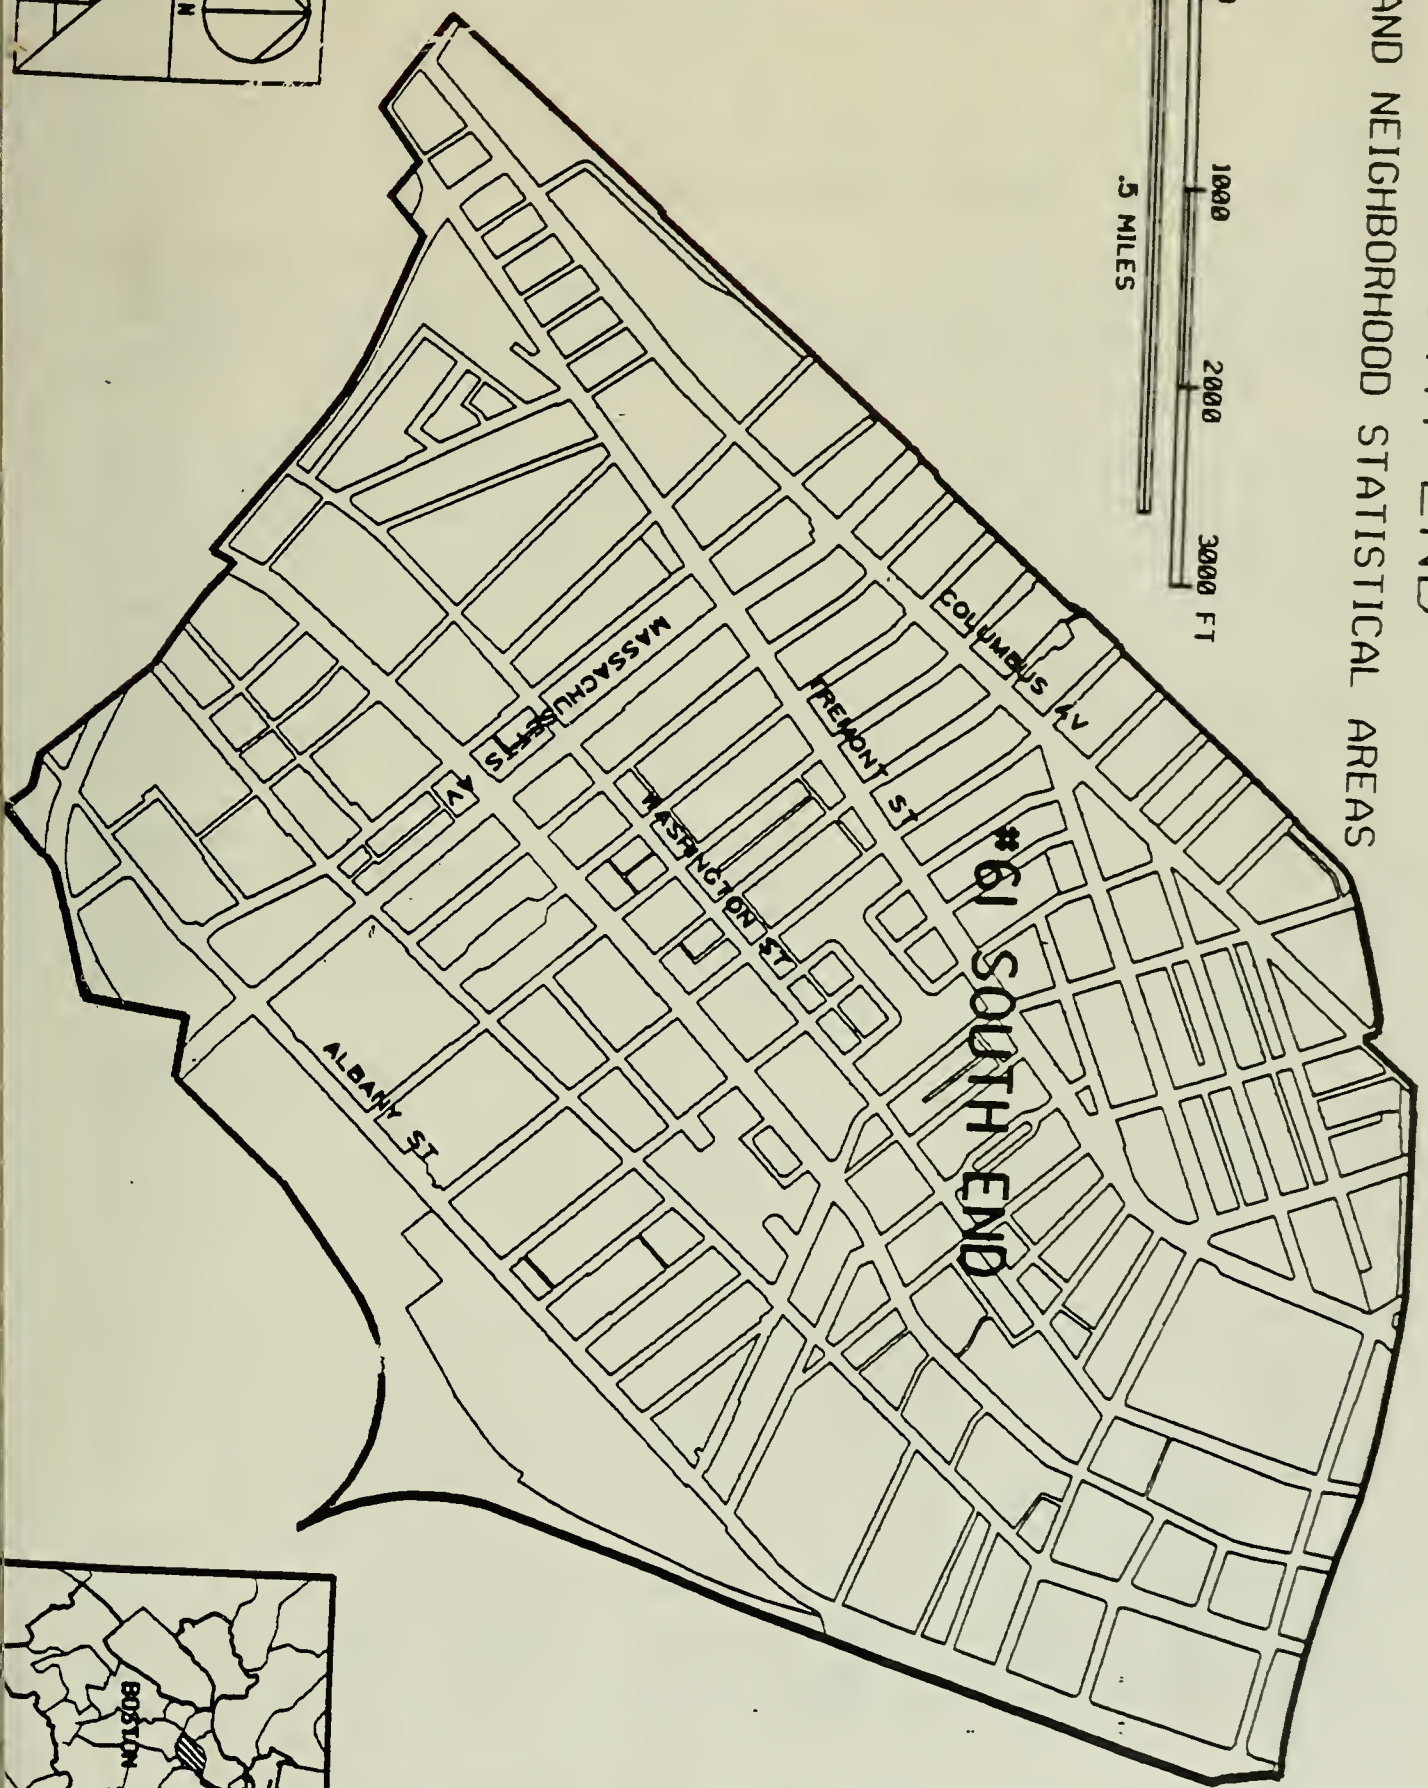 AND NEIGHBORHOOD STATISTICAL AREAS
1000
2000
3000 FT
.5 MILES
COLUMBUS AV
TREMONT ST
#61 SOUTH END
MASSACHUSETTS AV
WASHINGTON ST
ALBANY ST
N
BOSTON